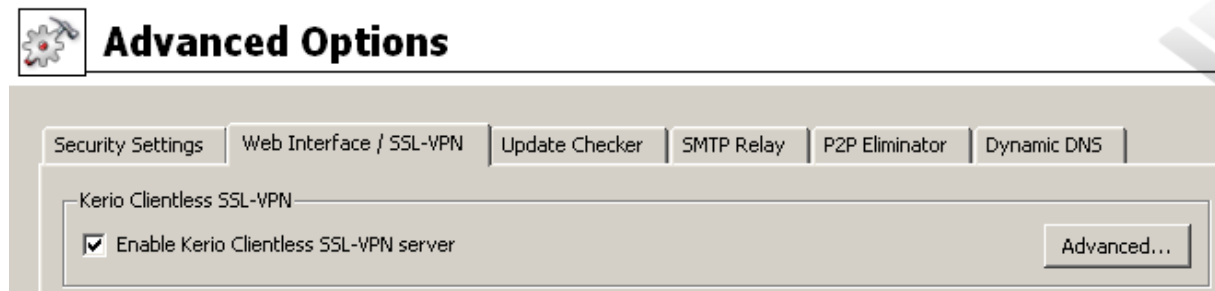 Advanced Options
Security Settings Web Interface / SSL-VPN Update Checker SMTP Relay P2P Eliminator Dynamic DNS
Kerio Clientless SSL-VPN
Enable Kerio Clientless SSL-VPN server Advanced...